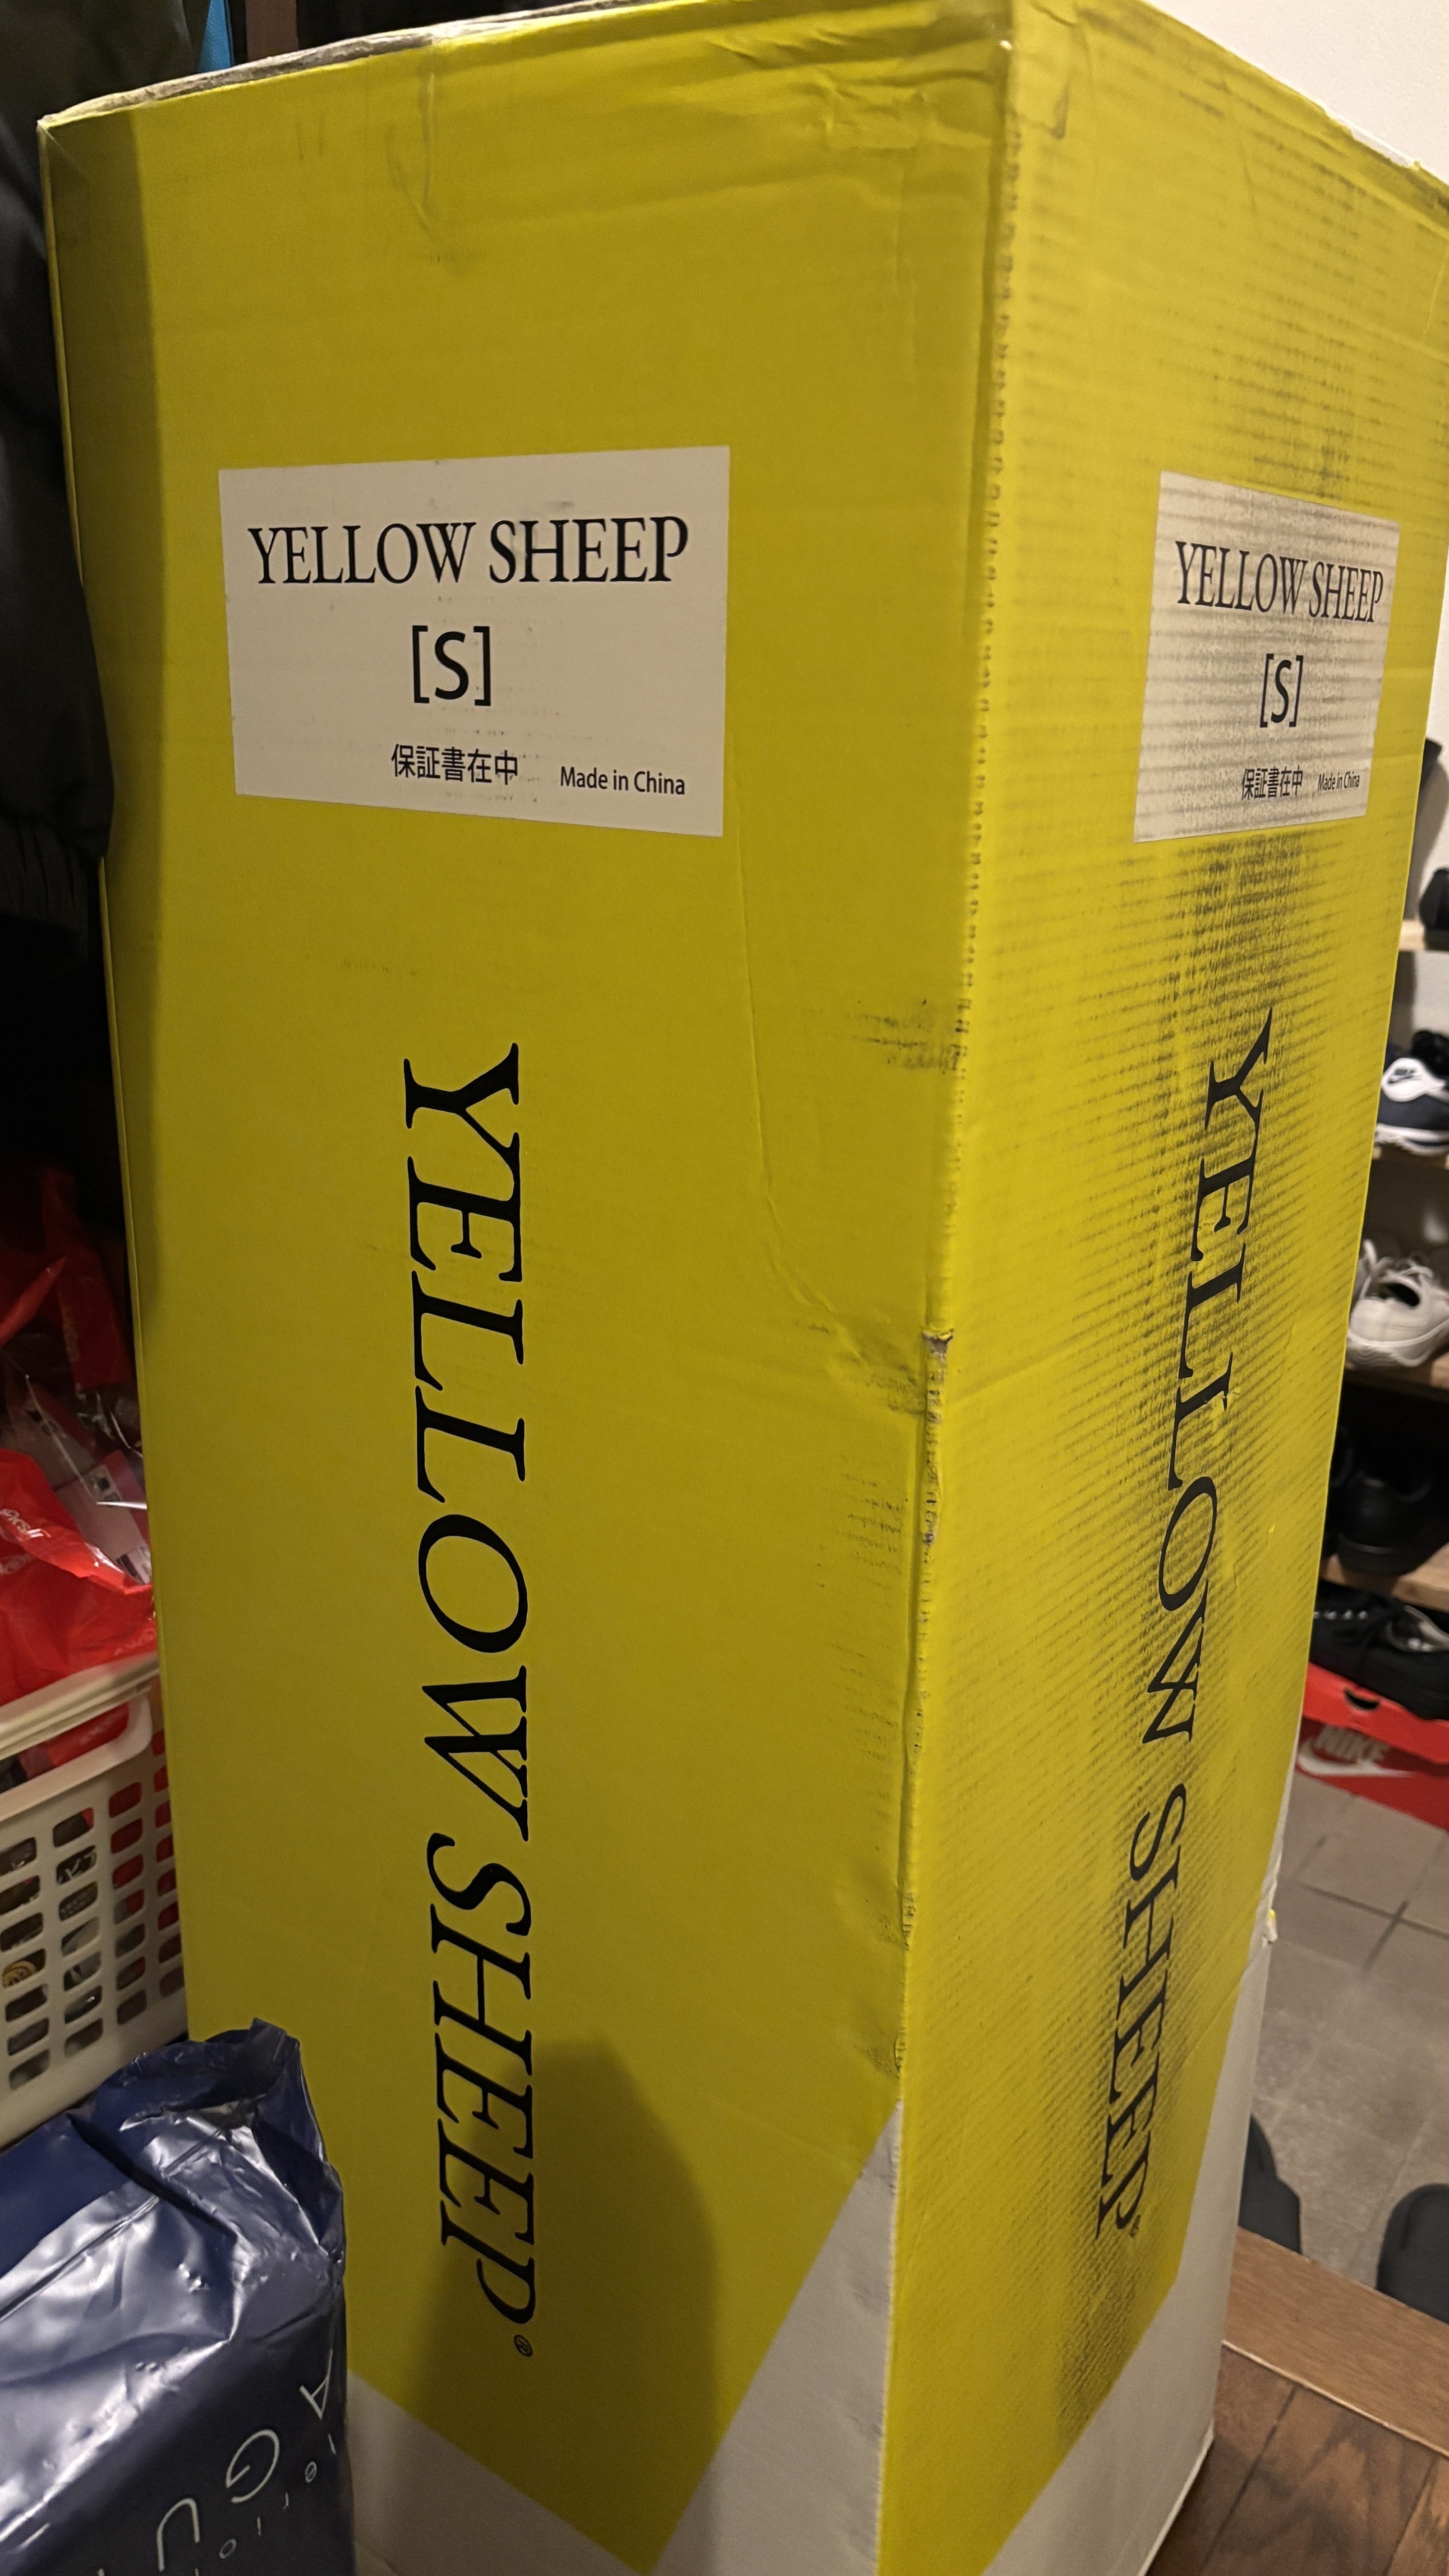 YELLOW SHEEP
[S]
保証書在中 Made in China
YELLOW SHEEP®
YELLOW SHEEP
[S]
保証書在中 Made in China
YELLOW SHEEP®
NIKE